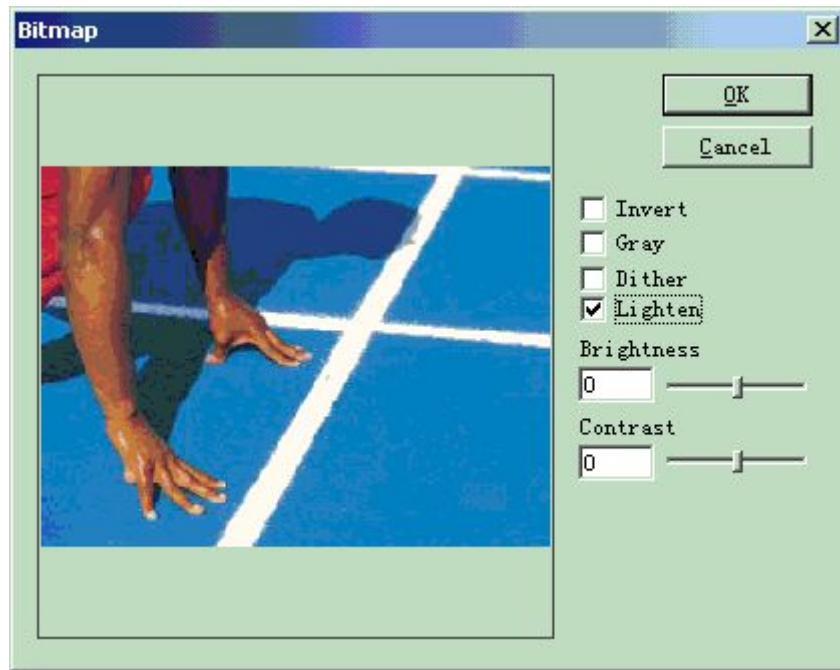 Bitmap
OK
Cancel
Invert
Gray
Dither
Lighten
Brightness
0
Contrast
0